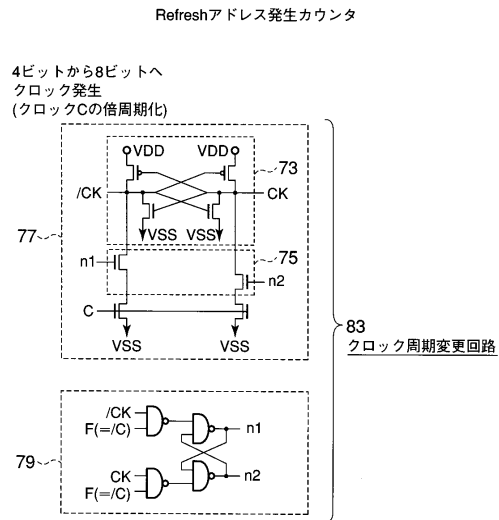 Refreshアドレス発生カウンタ
4ビットから8ビットへ
クロック発生
(クロックCの倍周期化)
VDD VDD
73
/CK CK
77
VSS VSS
75
n1
n2
C
VSS VSS
83
クロック周期変更回路
/CK
F(=/C)
n1
79
CK
F(=/C)
n2